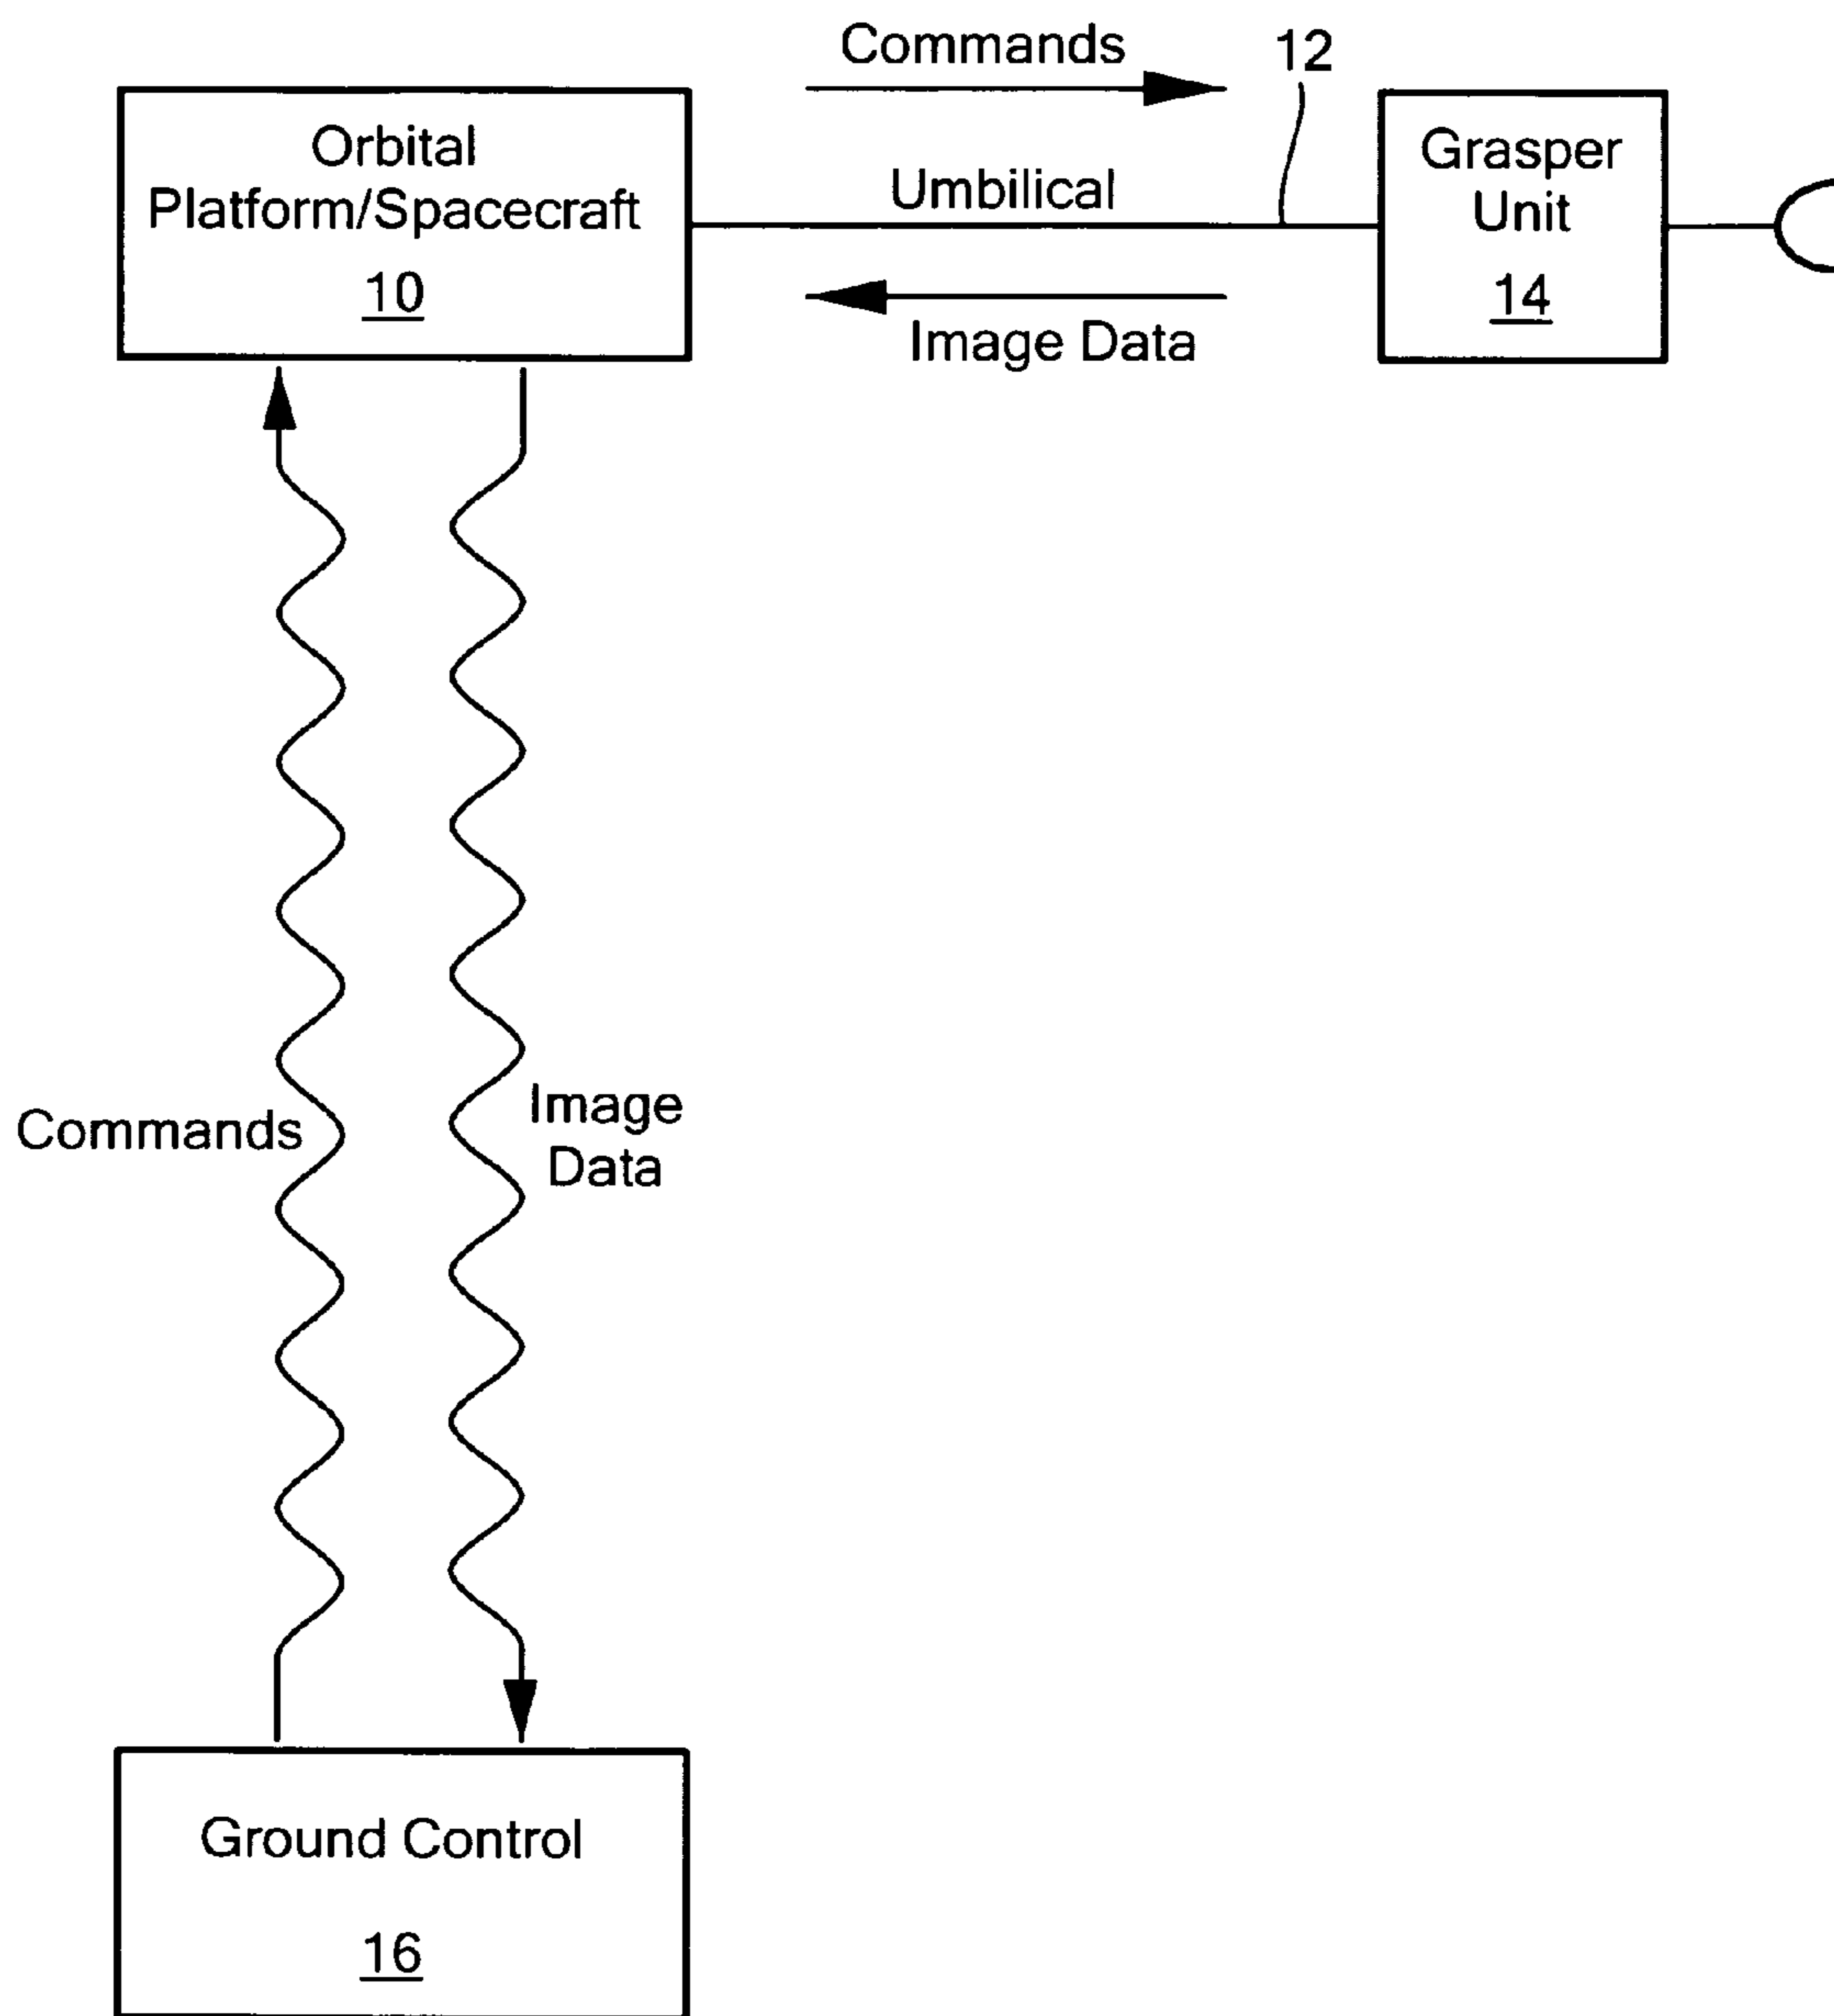 Commands
12
Orbital
Platform/Spacecraft
10
Umbilical
Grasper
Unit
14
Image Data
Commands
Image
Data
Ground Control
16